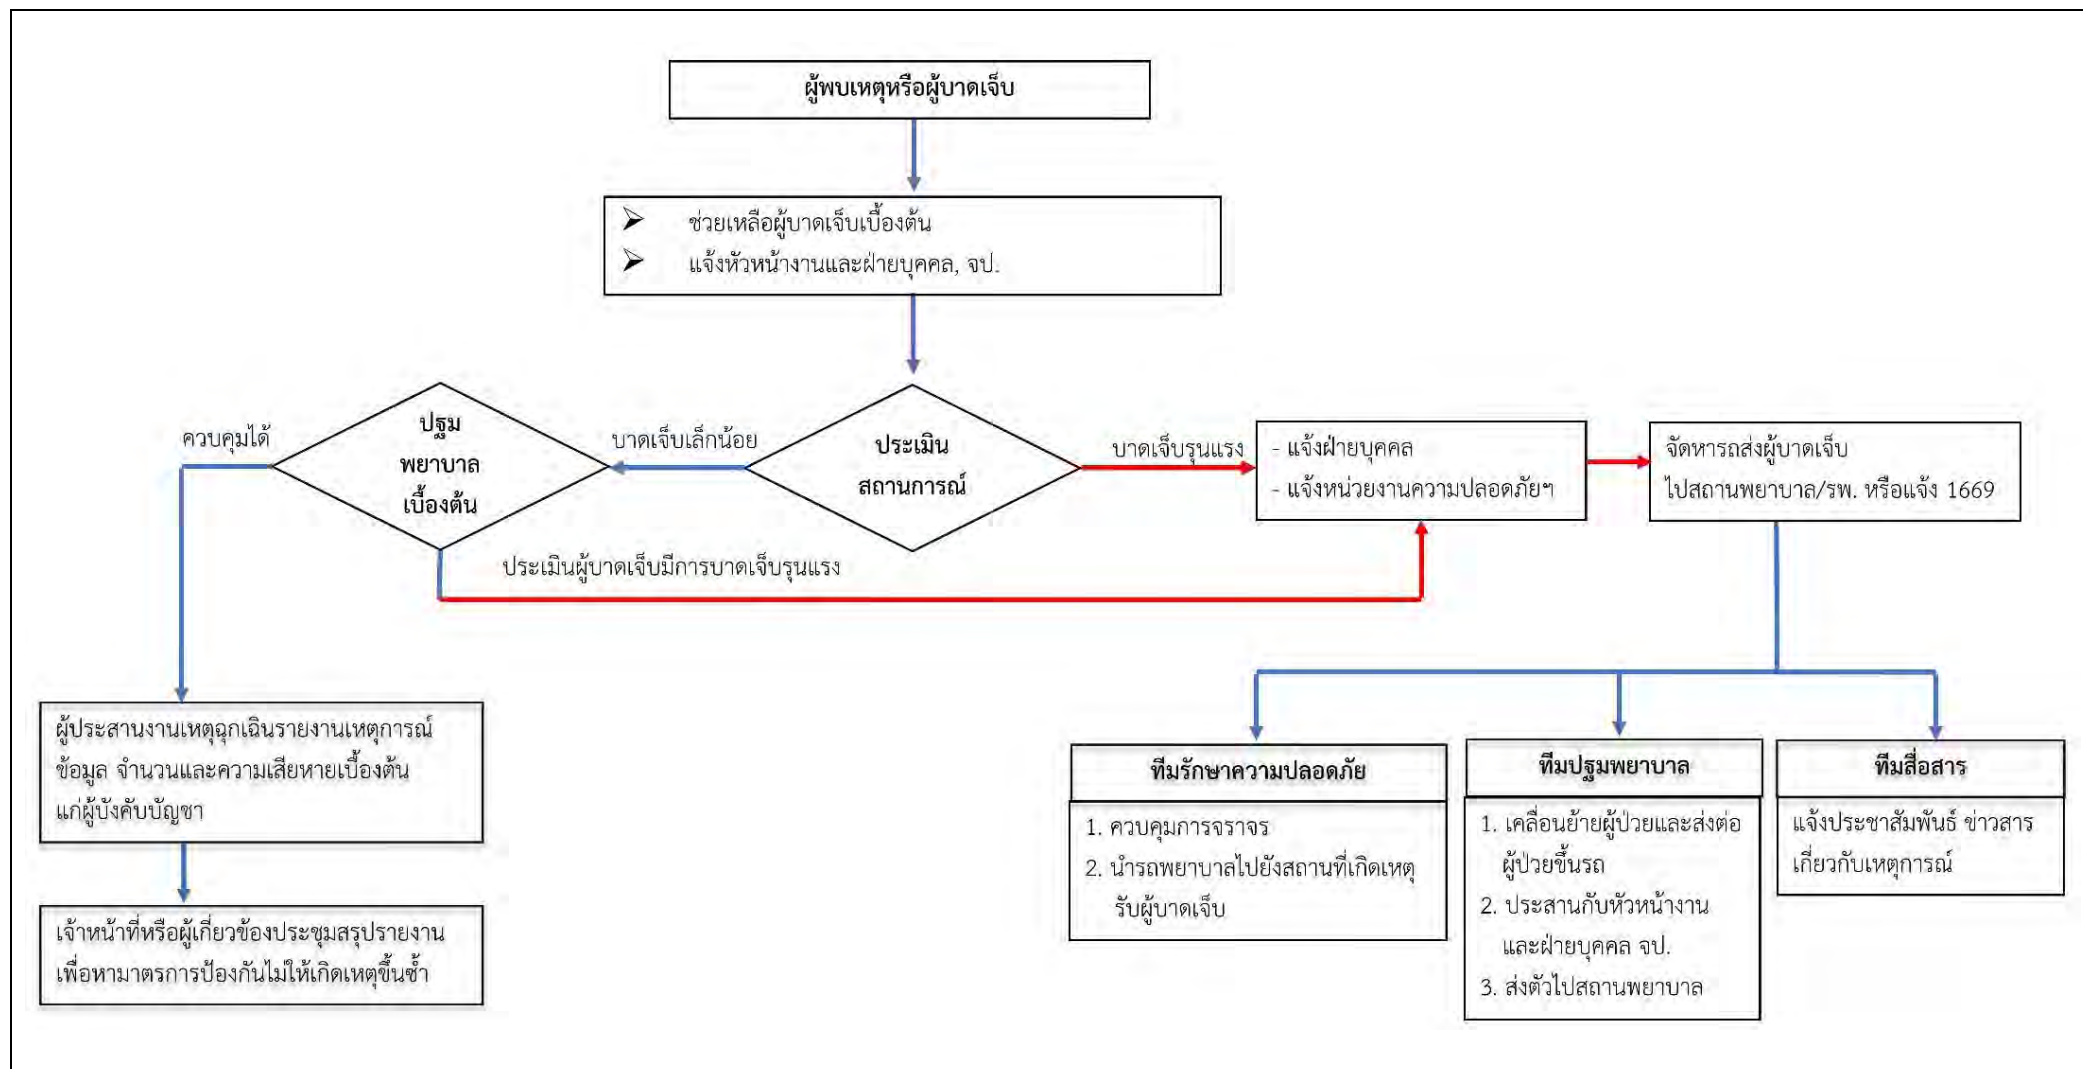 ผู้พบเหตุหรือผู้บาดเจ็บ
➢ ช่วยเหลือผู้บาดเจ็บเบื้องต้น
➢ แจ้งหัวหน้างานและฝ่ายบุคคล, จป.
ควบคุมได้
ปฐม
พยาบาล
เบื้องต้น
บาดเจ็บเล็กน้อย
ประเมิน
สถานการณ์
บาดเจ็บรุนแรง
- แจ้งฝ่ายบุคคล
- แจ้งหน่วยงานความปลอดภัยฯ
จัดหารถส่งผู้บาดเจ็บ
ไปสถานพยาบาล/รพ. หรือแจ้ง 1669
ประเมินผู้บาดเจ็บมีการบาดเจ็บรุนแรง
ผู้ประสานงานเหตุฉุกเฉินรายงานเหตุการณ์
ข้อมูล จำนวนและความเสียหายเบื้องต้น
แก่ผู้บังคับบัญชา
เจ้าหน้าที่หรือผู้เกี่ยวข้องประชุมสรุปรายงาน
เพื่อหามาตรการป้องกันไม่ให้เกิดเหตุขึ้นซ้ำ
ทีมรักษาความปลอดภัย
1. ควบคุมการจราจร
2. นำรถพยาบาลไปยังสถานที่เกิดเหตุ
รับผู้บาดเจ็บ
ทีมปฐมพยาบาล
1. เคลื่อนย้ายผู้ป่วยและส่งต่อ
ผู้ป่วยขึ้นรถ
2. ประสานกับหัวหน้างาน
และฝ่ายบุคคล จป.
3. ส่งตัวไปสถานพยาบาล
ทีมสื่อสาร
แจ้งประชาสัมพันธ์ ข่าวสาร
เกี่ยวกับเหตุการณ์